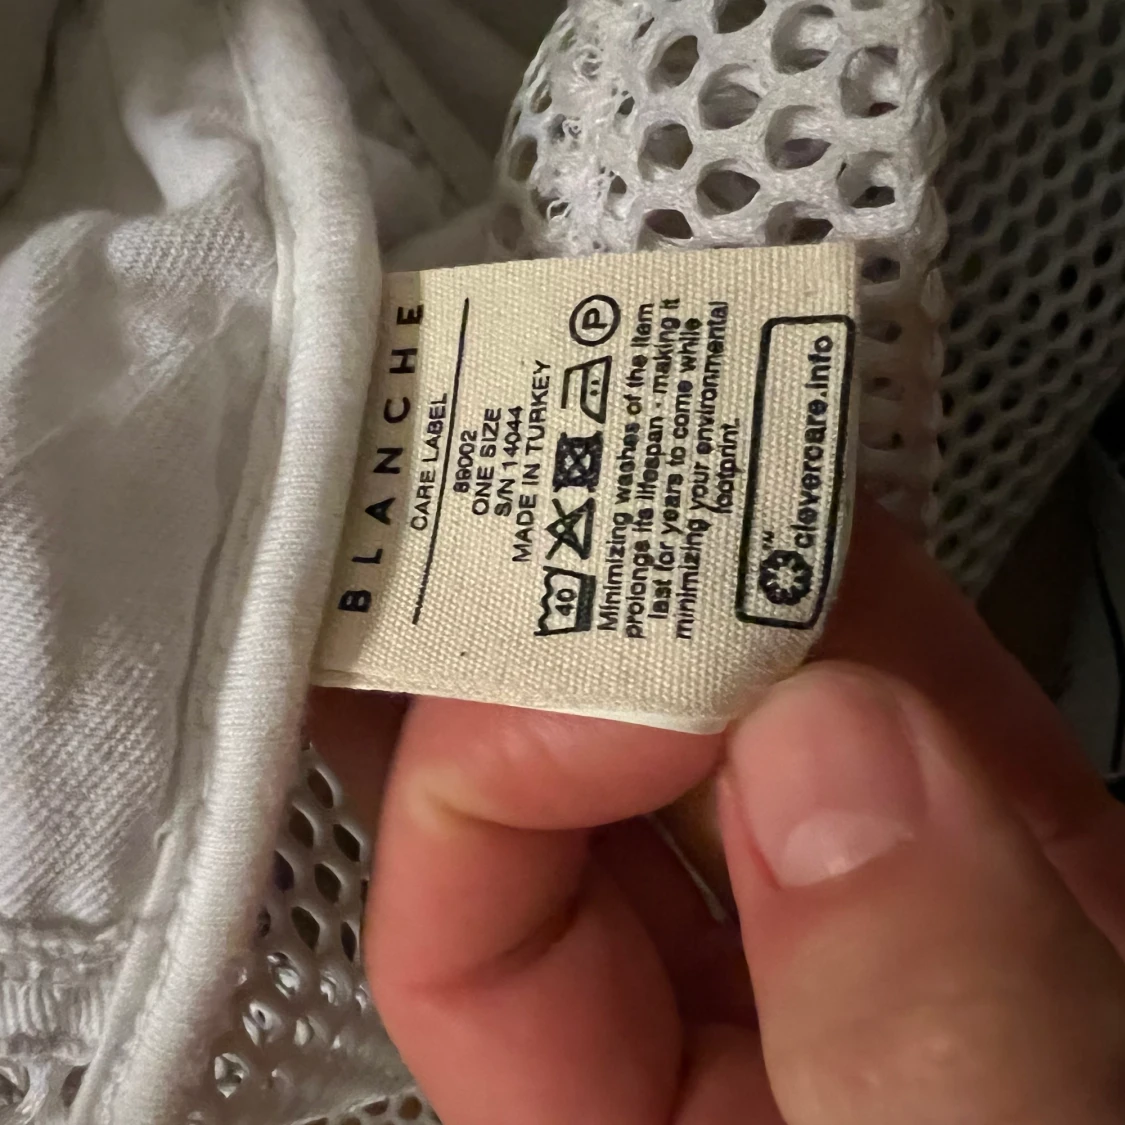 BLANCHE
CARE LABEL
89002
ONE SIZE
S/N 14044
MADE IN TURKEY
40 P
Minimizing washes of the item
prolongs its lifespan - making it
last for years to come while
minimizing your environmental
footprint.
™ clevercare.info